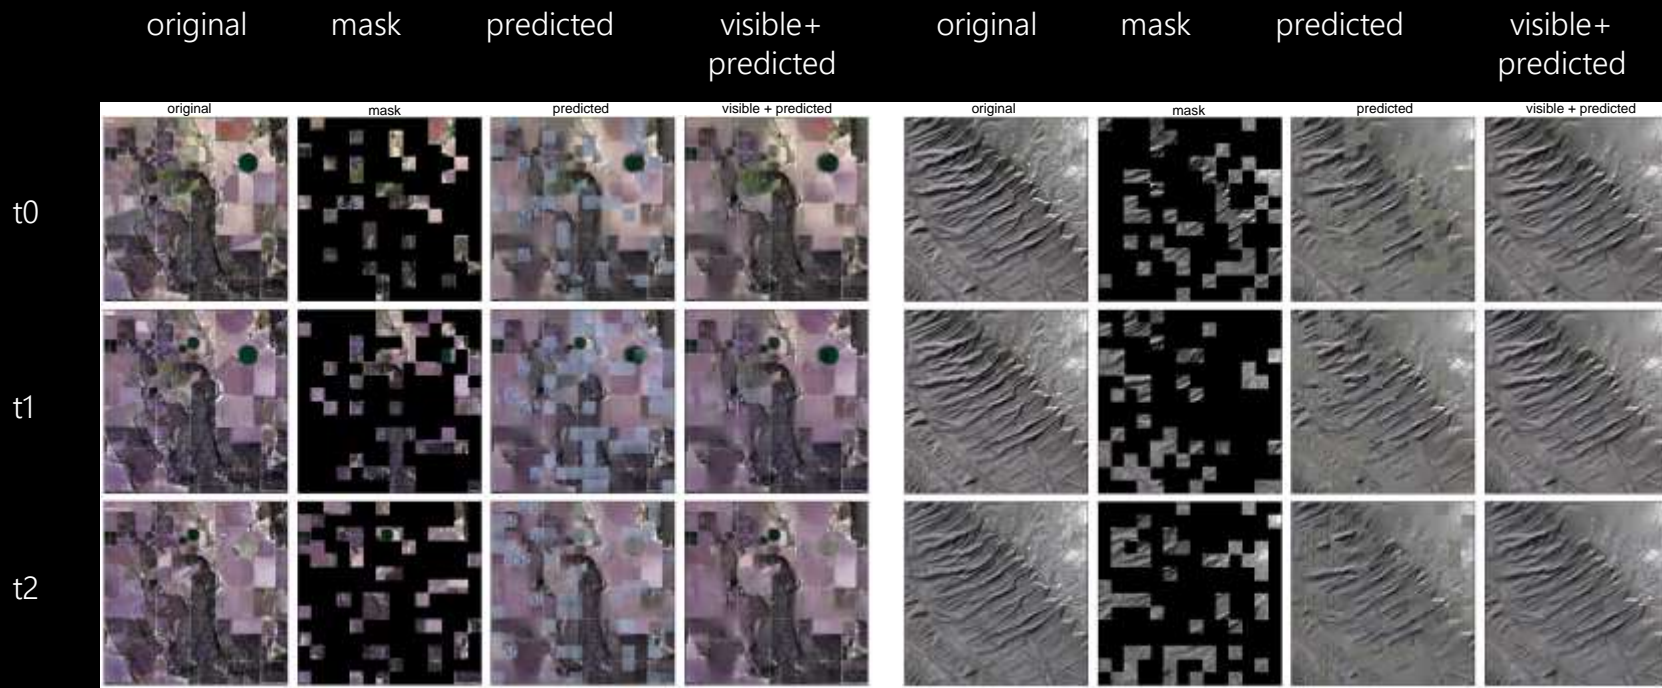 original mask predicted visible+ original mask predicted visible+
predicted predicted
original mask predicted visible + predicted original mask predicted visible + predicted
t0
t1
t2